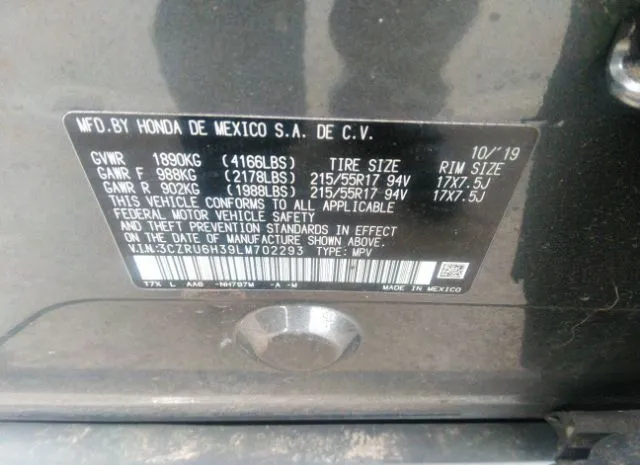 MFD.BY HONDA DE MEXICO S.A. DE C.V.
10/'19
GVWR 1890KG (4166LBS) TIRE SIZE RIM SIZE
GAWR F 988KG (2178LBS) 215/55R17 94V 17X7.5J
GAWR R 902KG (1988LBS) 215/55R17 94V 17X7.5J
THIS VEHICLE CONFORMS TO ALL APPLICABLE
FEDERAL MOTOR VEHICLE SAFETY
AND THEFT PREVENTION STANDARDS IN EFFECT
ON THE DATE OF MANUFACTURE SHOWN ABOVE.
V.I.N:3CZRU6H39LM702293 TYPE: MPV
T7X L AA6 -NH797M -A -M MADE IN MEXICO